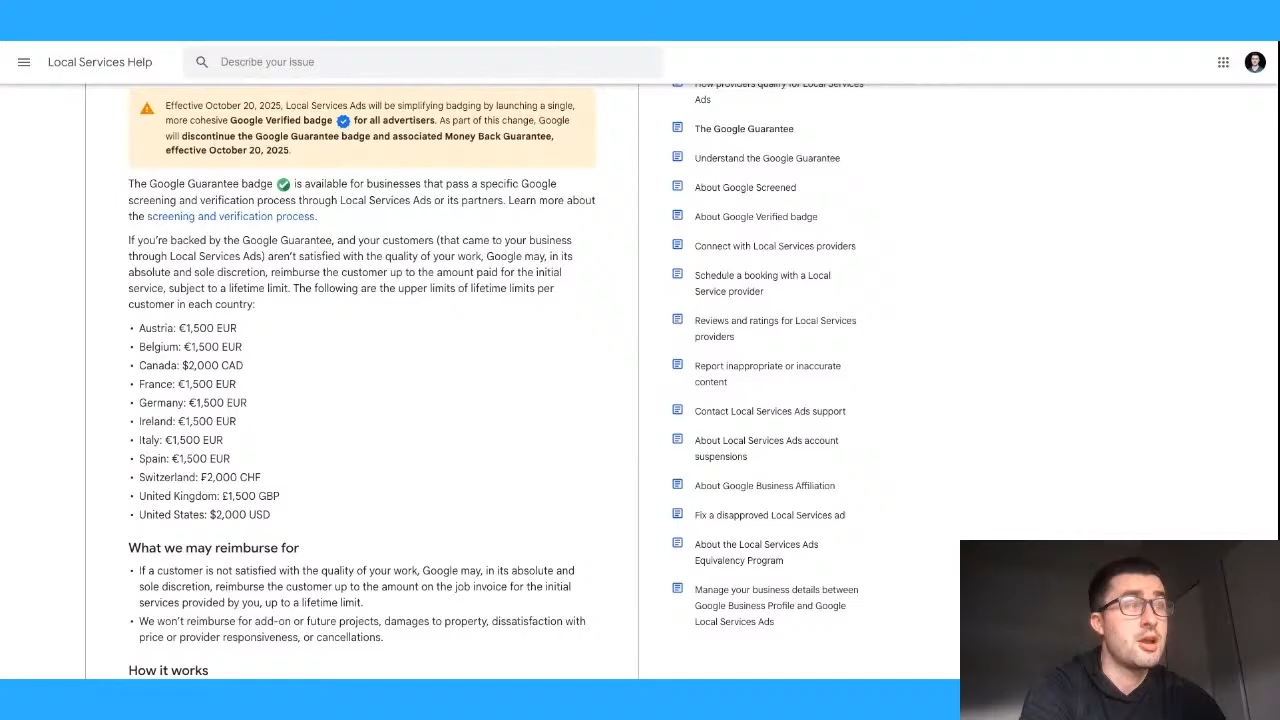 Local Services Help
Describe your issue
Effective October 20, 2025, Local Services Ads will be simplifying badging by launching a single,
more cohesive Google Verified badge for all advertisers. As part of this change, Google
will discontinue the Google Guarantee badge and associated Money Back Guarantee,
effective October 20, 2025.
The Google Guarantee badge is available for businesses that pass a specific Google
screening and verification process through Local Services Ads or its partners. Learn more about
the screening and verification process.
If you're backed by the Google Guarantee, and your customers (that came to your business
through Local Services Ads) aren't satisfied with the quality of your work, Google may, in its
absolute and sole discretion, reimburse the customer up to the amount paid for the initial
service, subject to a lifetime limit. The following are the upper limits of lifetime limits per
customer in each country:
• Austria: €1,500 EUR
• Belgium: €1,500 EUR
• Canada: $2,000 CAD
• France: €1,500 EUR
• Germany: €1,500 EUR
• Ireland: €1,500 EUR
• Italy: €1,500 EUR
• Spain: €1,500 EUR
• Switzerland: ₣2,000 CHF
• United Kingdom: £1,500 GBP
• United States: $2,000 USD
What we may reimburse for
• If a customer is not satisfied with the quality of your work, Google may, in its absolute and
sole discretion, reimburse the customer up to the amount on the job invoice for the initial
services provided by you, up to a lifetime limit.
• We won't reimburse for add-on or future projects, damages to property, dissatisfaction with
price or provider responsiveness, or cancellations.
How it works
How providers qualify for Local Services
Ads
The Google Guarantee
Understand the Google Guarantee
About Google Screened
About Google Verified badge
Connect with Local Services providers
Schedule a booking with a Local
Service provider
Reviews and ratings for Local Services
providers
Report inappropriate or inaccurate
content
Contact Local Services Ads support
About Local Services Ads account
suspensions
About Google Business Affiliation
Fix a disapproved Local Services ad
About the Local Services Ads
Equivalency Program
Manage your business details between
Google Business Profile and Google
Local Services Ads